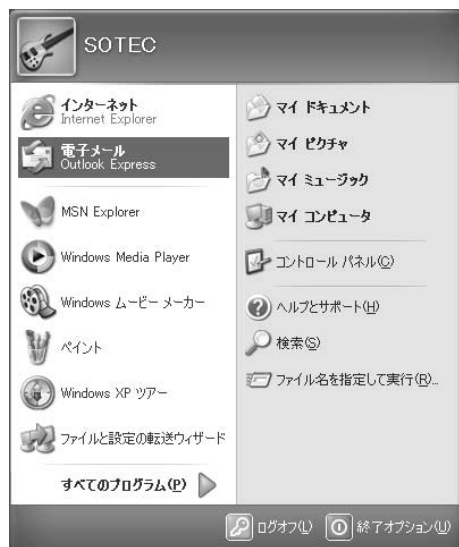 SOTEC
インターネット
Internet Explorer
電子メール
Outlook Express
MSN Explorer
Windows Media Player
Windows ムービー メーカー
ペイント
Windows XP ツアー
ファイルと設定の転送ウィザード
すべてのプログラム(P)
マイ ドキュメント
マイ ピクチャ
マイ ミュージック
マイ コンピュータ
コントロール パネル(C)
ヘルプとサポート(H)
検索(S)
ファイル名を指定して実行(R)...
ログオフ(L)
終了オプション(U)